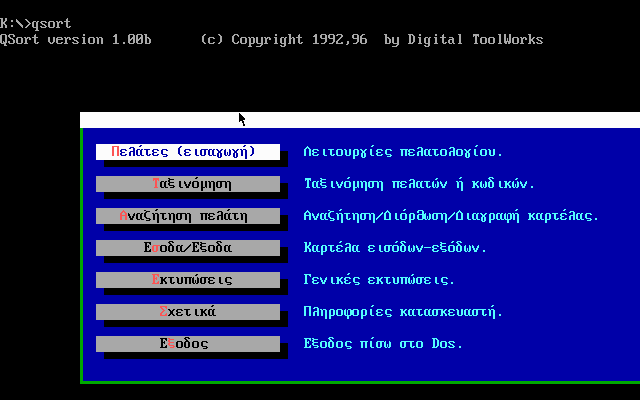 K:\>qsort
QSort version 1.00b (c) Copyright 1992,96 by Digital ToolWorks
Πελάτες (εισαγωγή) Λειτουργίες πελατολογίου.
Ταξινόμηση Ταξινόμηση πελατών ή κωδικών.
Αναζήτηση πελάτη Αναζήτηση/Διόρθωση/Διαγραφή καρτέλας.
Εσοδα/Εξοδα Καρτέλα εισόδων-εξόδων.
Εκτυπώσεις Γενικές εκτυπώσεις.
Σχετικά Πληροφορίες κατασκευαστή.
Εξοδος Εξοδος πίσω στο Dos.